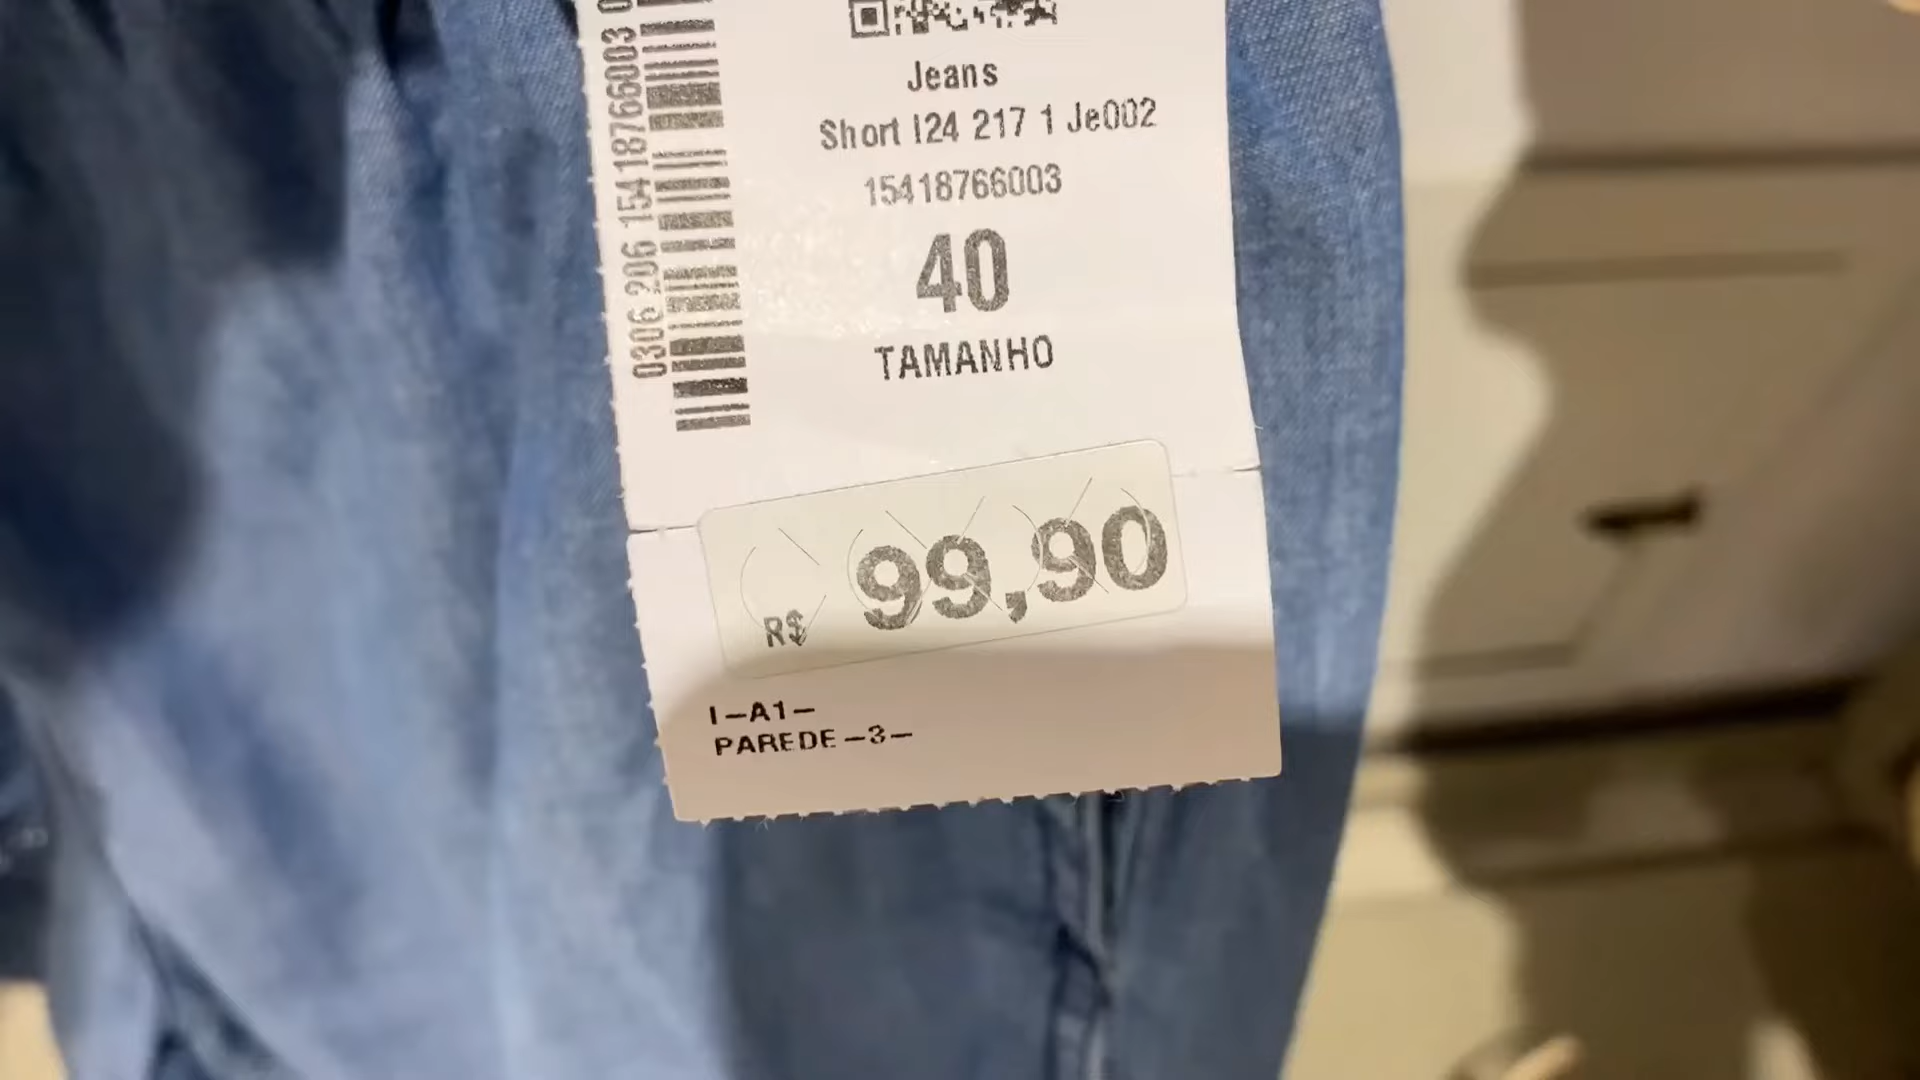 Jeans
Short I24 217 1 Je002
15418766003
40
TAMANHO
0306 206 15418766003
R$ 99,90
I-A1-
PAREDE-3-